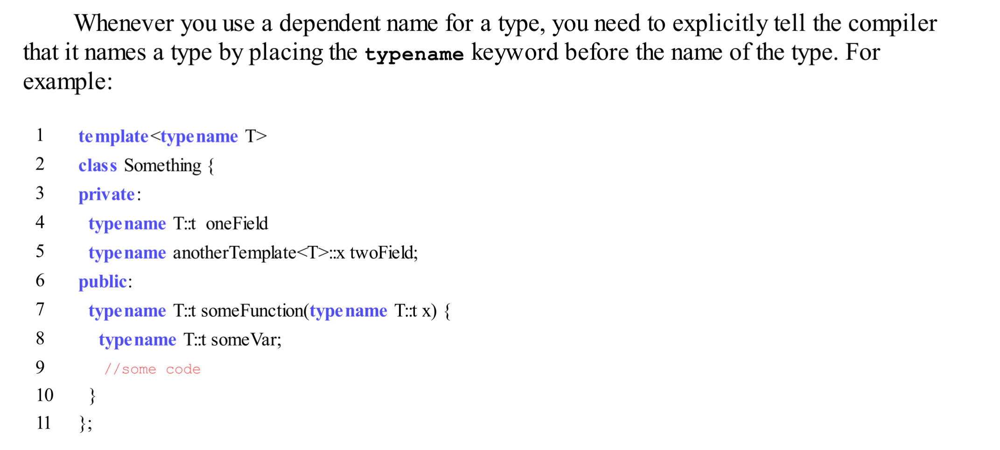 Whenever you use a dependent name for a type, you need to explicitly tell the compiler
that it names a type by placing the typename keyword before the name of the type. For
example:
1 template<typename T>
2 class Something {
3 private:
4 typename T::t oneField
5 typename anotherTemplate<T>::x twoField;
6 public:
7 typename T::t someFunction(typename T::t x) {
8 typename T::t someVar;
9 //some code
10 }
11 };